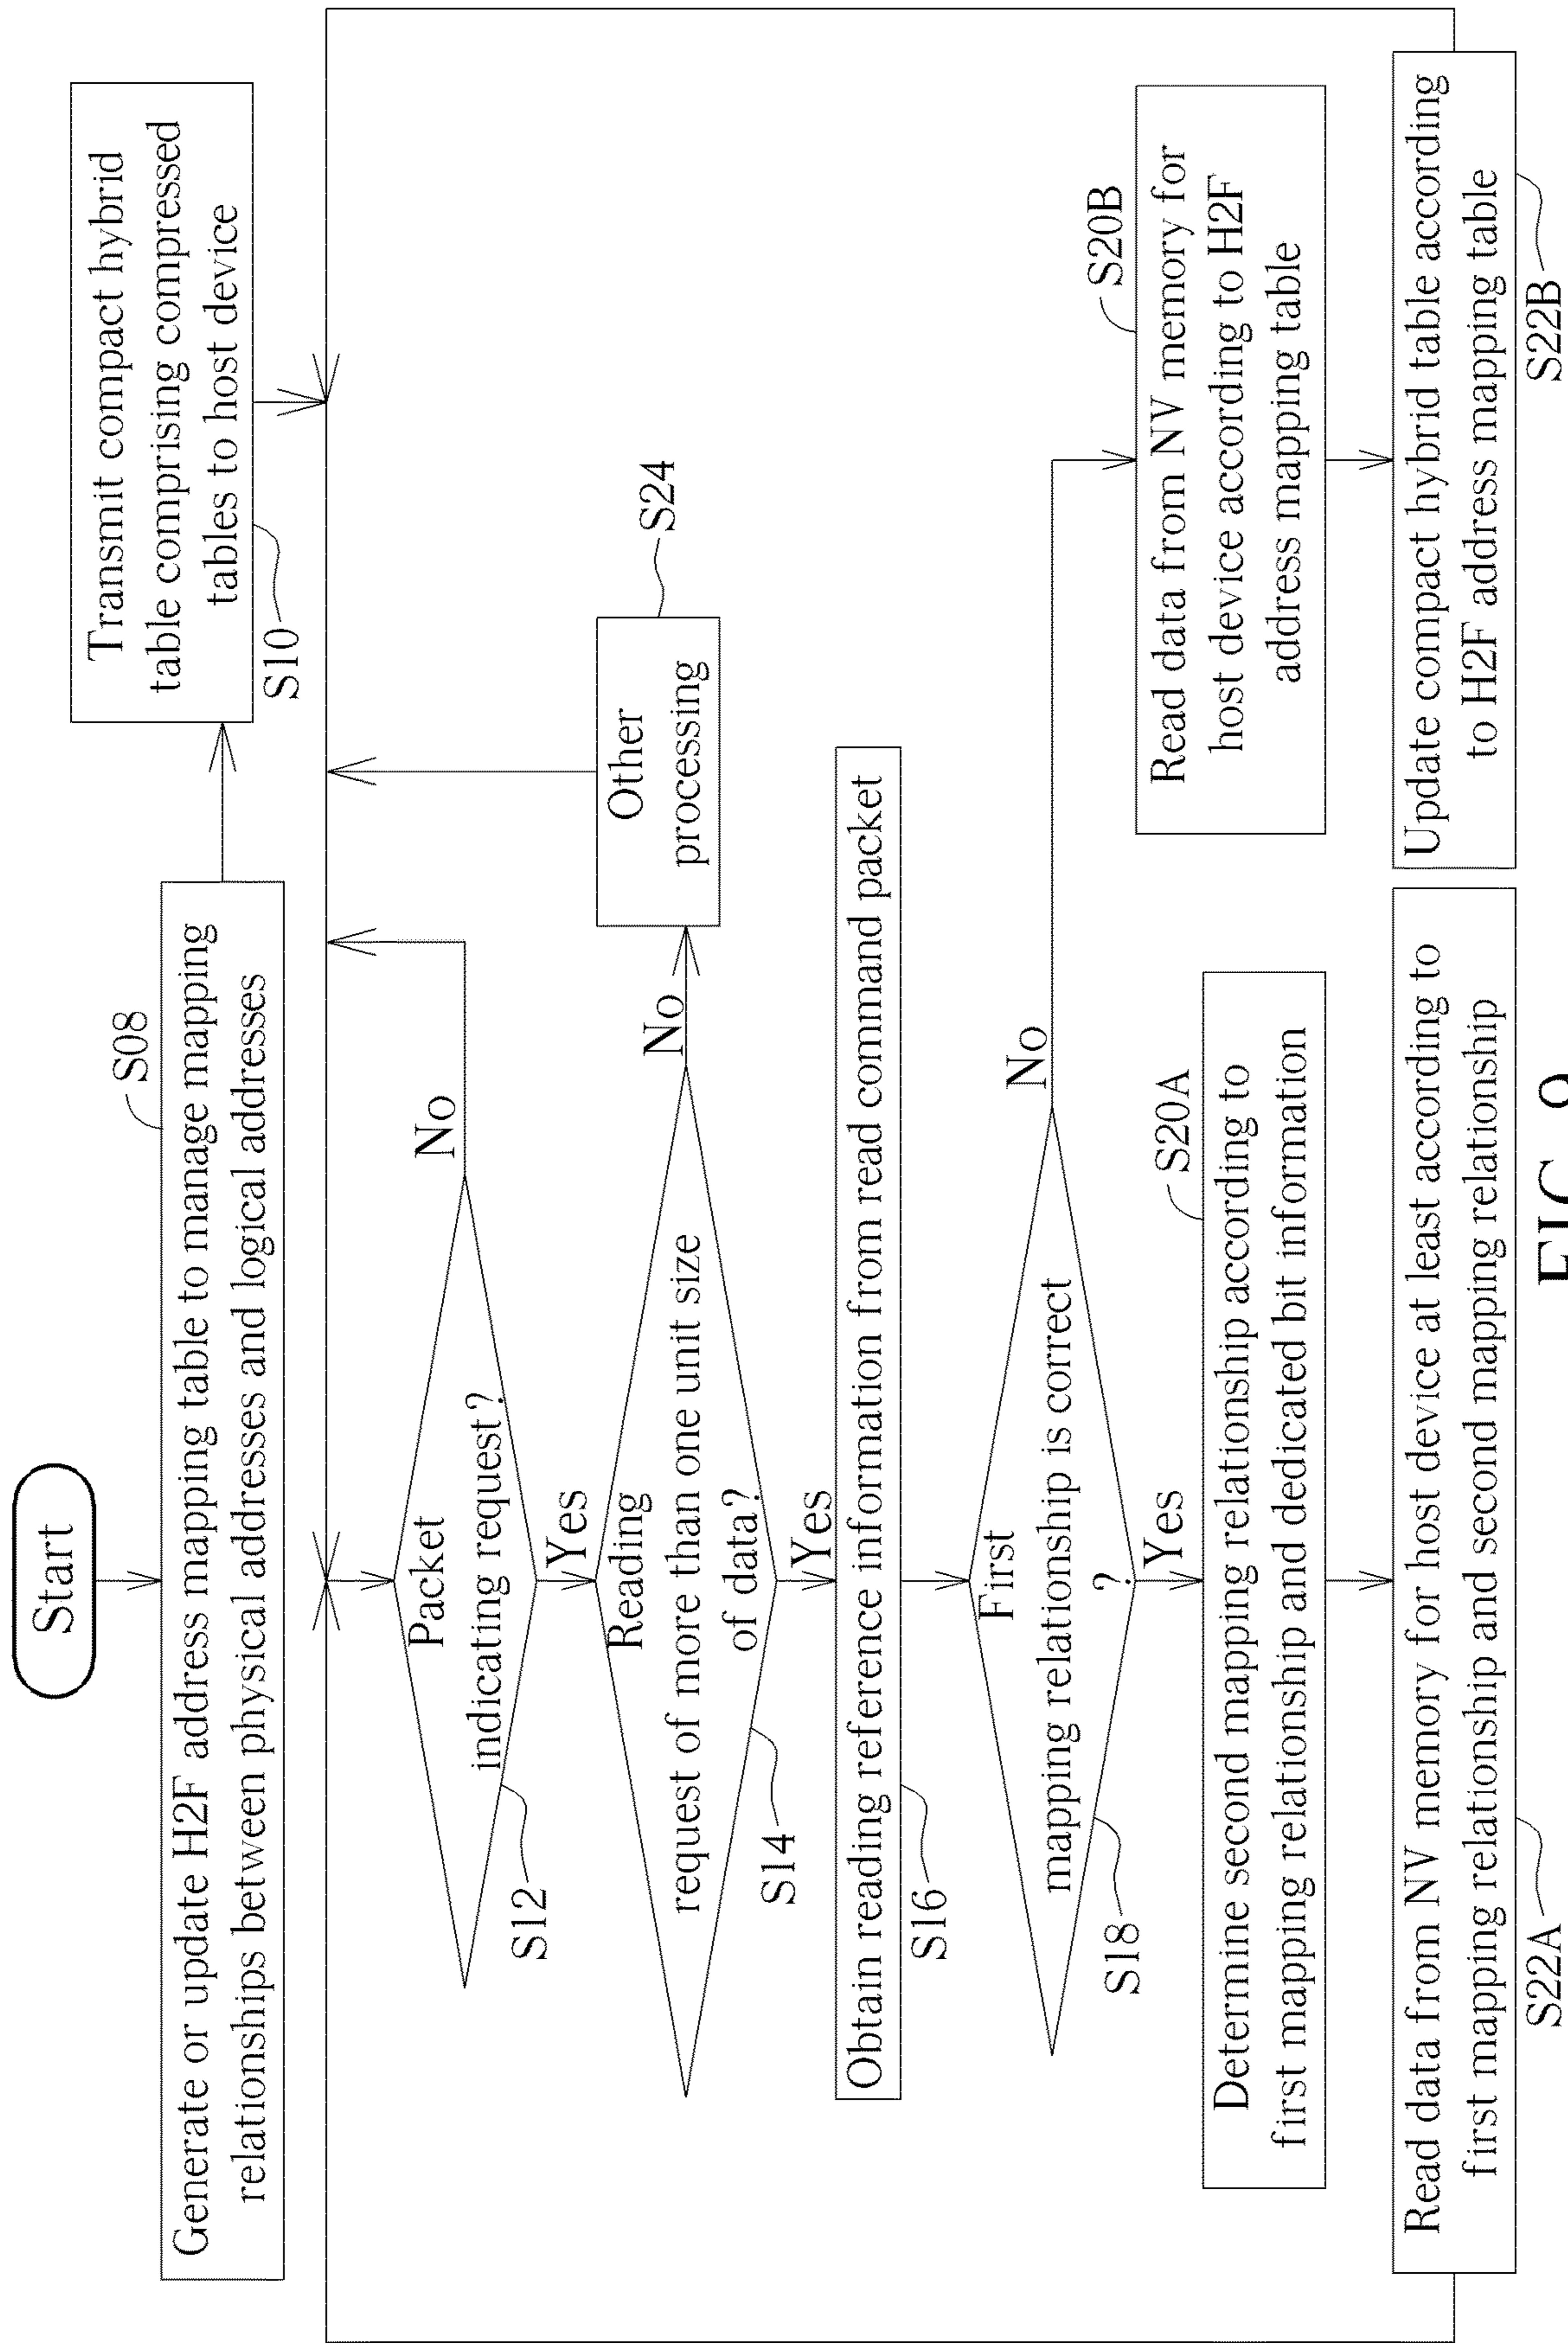 Start
S08
Generate or update H2F address mapping table to manage mapping
relationships between physical addresses and logical addresses
Transmit compact hybrid
table comprising compressed
tables to host device
S10
Packet
indicating request?
No
S12
Yes
Reading
request of more than one unit size
of data?
No
Other
processing
S24
S14
Yes
Obtain reading reference information from read command packet
S16
First
mapping relationship is correct
?
No
S18
Yes
S20A
Determine second mapping relationship according to
first mapping relationship and dedicated bit information
S20B
Read data from NV memory for
host device according to H2F
address mapping table
Read data from NV memory for host device at least according to
first mapping relationship and second mapping relationship
S22A
Update compact hybrid table according
to H2F address mapping table
S22B